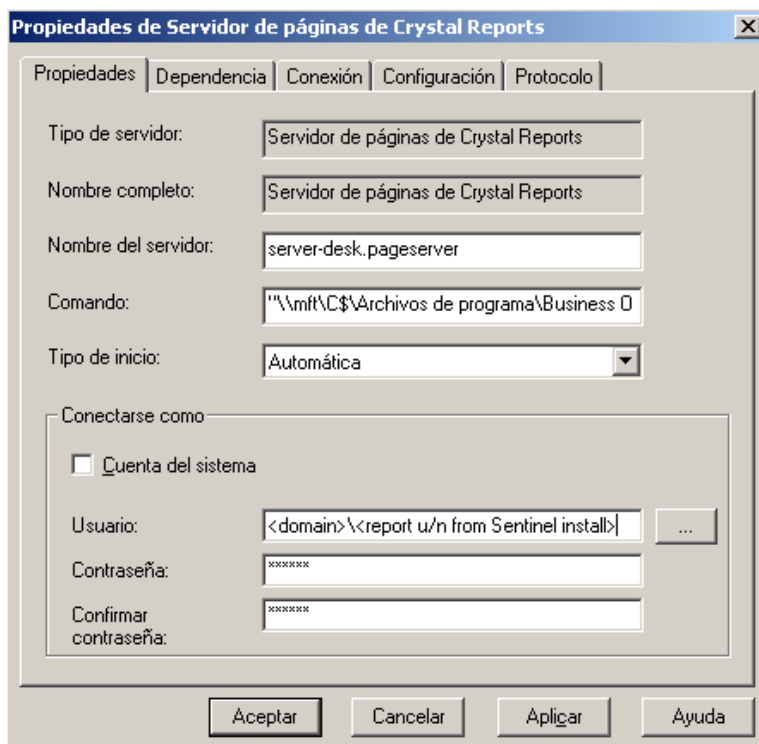 Propiedades de Servidor de páginas de Crystal Reports
Propiedades Dependencia Conexión Configuración Protocolo
Tipo de servidor: Servidor de páginas de Crystal Reports
Nombre completo: Servidor de páginas de Crystal Reports
Nombre del servidor: server-desk.pageserver
Comando: "\\mft\C$\Archivos de programa\Business O
Tipo de inicio: Automática
Conectarse como
Cuenta del sistema
Usuario: <domain>\<report u/n from Sentinel install> ...
Contraseña: ××××××
Confirmar ××××××
contraseña:
Aceptar Cancelar Aplicar Ayuda